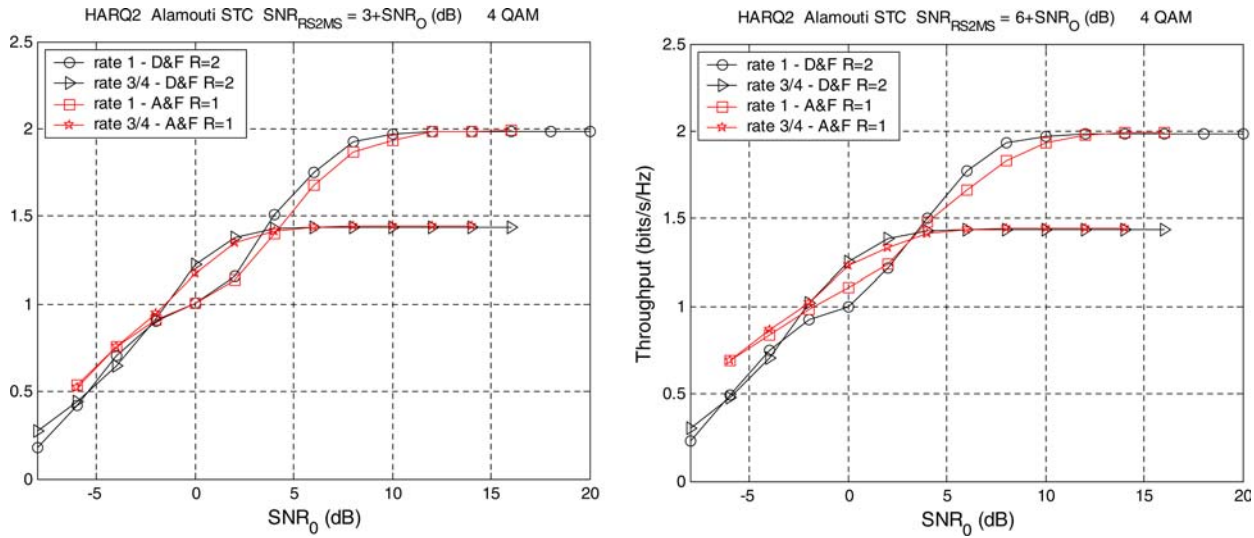 HARQ2 Alamouti STC SNR_RS2MS = 3+SNR_O (dB) 4 QAM
2.5
2
1.5
1
0.5
0
rate 1 - D&F R=2
rate 3/4 - D&F R=2
rate 1 - A&F R=1
rate 3/4 - A&F R=1
-5 0 5 10 15 20
SNR_0 (dB)
HARQ2 Alamouti STC SNR_RS2MS = 6+SNR_O (dB) 4 QAM
Throughput (bits/s/Hz)
2.5
2
1.5
1
0.5
0
rate 1 - D&F R=2
rate 3/4 - D&F R=2
rate 1 - A&F R=1
rate 3/4 - A&F R=1
-5 0 5 10 15 20
SNR_0 (dB)